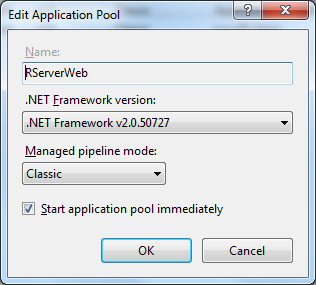 Edit Application Pool
Name:
RServerWeb
.NET Framework version:
.NET Framework v2.0.50727
Managed pipeline mode:
Classic
Start application pool immediately
OK
Cancel